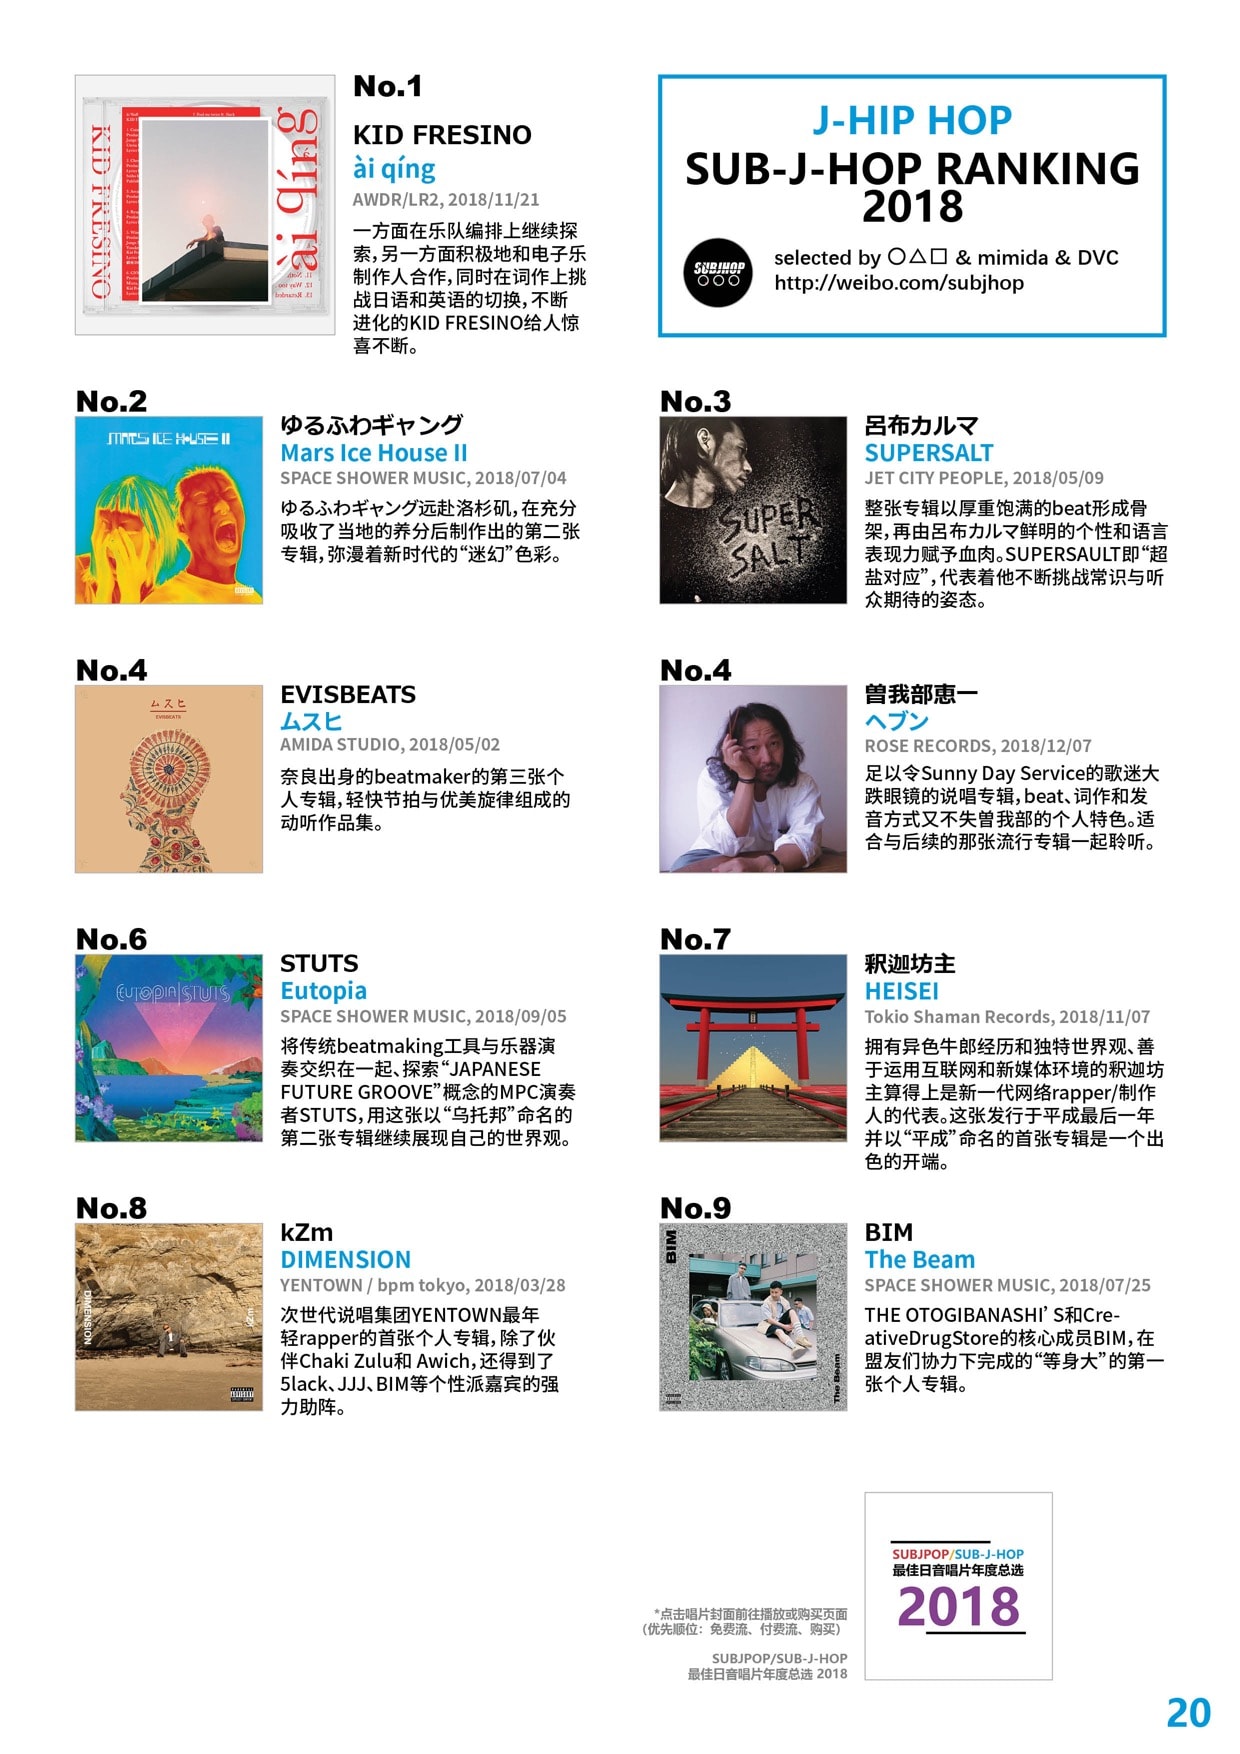 No.1
KID FRESINO
ài qíng
AWDR/LR2, 2018/11/21
一方面在乐队编排上继续探
索，另一方面积极地和电子乐
制作人合作，同时在词作上挑
战日语和英语的切换，不断
进化的KID FRESINO给人惊
喜不断。
KID FRESINO
ài qíng
J-HIP HOP
SUB-J-HOP RANKING
2018
SUBJHOP
selected by 〇△□ & mimida & DVC
http://weibo.com/subjhop
No.2
MARS ICE HOUSE II
ゆるふわギャング
Mars Ice House II
SPACE SHOWER MUSIC, 2018/07/04
ゆるふわギャング远赴洛杉矶，在充分
吸收了当地的养分后制作出的第二张
专辑，弥漫着新时代的“迷幻”色彩。
No.3
SUPER
SALT
呂布カルマ
SUPERSALT
JET CITY PEOPLE, 2018/05/09
整张专辑以厚重饱满的beat形成骨
架，再由呂布カルマ鲜明的个性和语言
表现力赋予血肉。SUPERSAULT即“超
盐对应”，代表着他不断挑战常识与听
众期待的姿态。
No.4
ムスヒ
EVISBEATS
EVISBEATS
ムスヒ
AMIDA STUDIO, 2018/05/02
奈良出身的beatmaker的第三张个
人专辑，轻快节拍与优美旋律组成的
动听作品集。
No.4
曽我部恵一
ヘブン
ROSE RECORDS, 2018/12/07
足以令Sunny Day Service的歌迷大
跌眼镜的说唱专辑，beat、词作和发
音方式又不失曽我部的个人特色。适
合与后续的那张流行专辑一起聆听。
No.6
EUTOPIA|STUTS
STUTS
Eutopia
SPACE SHOWER MUSIC, 2018/09/05
将传统beatmaking工具与乐器演
奏交织在一起、探索“JAPANESE
FUTURE GROOVE”概念的MPC演奏
者STUTS，用这张以“乌托邦”命名的
第二张专辑继续展现自己的世界观。
No.7
釈迦坊主
HEISEI
Tokio Shaman Records, 2018/11/07
拥有异色牛郎经历和独特世界观、善
于运用互联网和新媒体环境的釈迦坊
主算得上是新一代网络rapper/制作
人的代表。这张发行于平成最后一年
并以“平成”命名的首张专辑是一个出
色的开端。
No.8
DIMENSION
kZm
kZm
DIMENSION
YENTOWN / bpm tokyo, 2018/03/28
次世代说唱集团YENTOWN最年
轻rapper的首张个人专辑，除了伙
伴Chaki Zulu和 Awich，还得到了
5lack、JJJ、BIM等个性派嘉宾的强
力助阵。
No.9
BIM
The Beam
BIM
The Beam
SPACE SHOWER MUSIC, 2018/07/25
THE OTOGIBANASHI’S和Cre-
ativeDrugStore的核心成员BIM，在
盟友们协力下完成的“等身大”的第一
张个人专辑。
*点击唱片封面前往播放或购买页面
（优先顺位：免费流、付费流、购买）
SUBJPOP/SUB-J-HOP
最佳日音唱片年度总选 2018
SUBJPOP/SUB-J-HOP
最佳日音唱片年度总选
2018
20